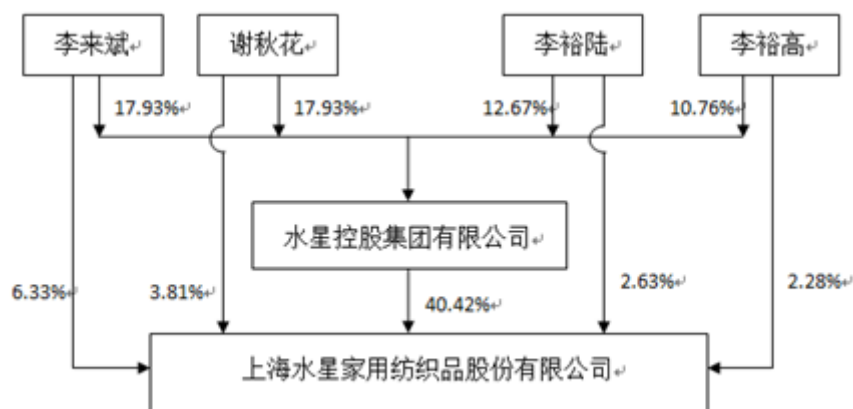 李来斌
谢秋花
李裕陆
李裕高
17.93%
17.93%
12.67%
10.76%
水星控股集团有限公司
6.33%
3.81%
40.42%
2.63%
2.28%
上海水星家用纺织品股份有限公司